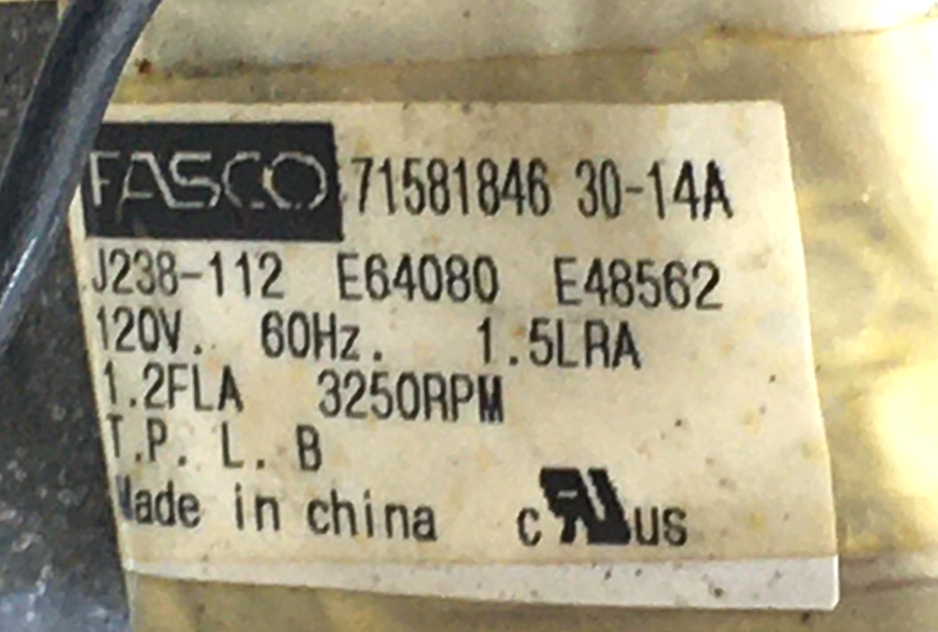 FASCO 71581846 30-14A
J238-112 E64080 E48562
120V. 60Hz. 1.5LRA
1.2FLA 3250RPM
T.P. L. B
Made in china c RU us